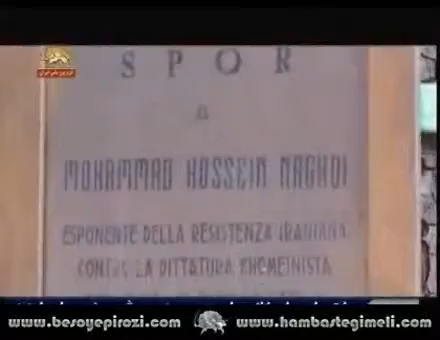 SPQR
A
MOHAMMAD HOSSEIN NAGHDI
ESPONENTE DELLA RESISTENZA IRANIANA
CONTRO LA DITTATURA KHOMEINISTA
www.besoyepirozi.com www.hambastegimeli.com